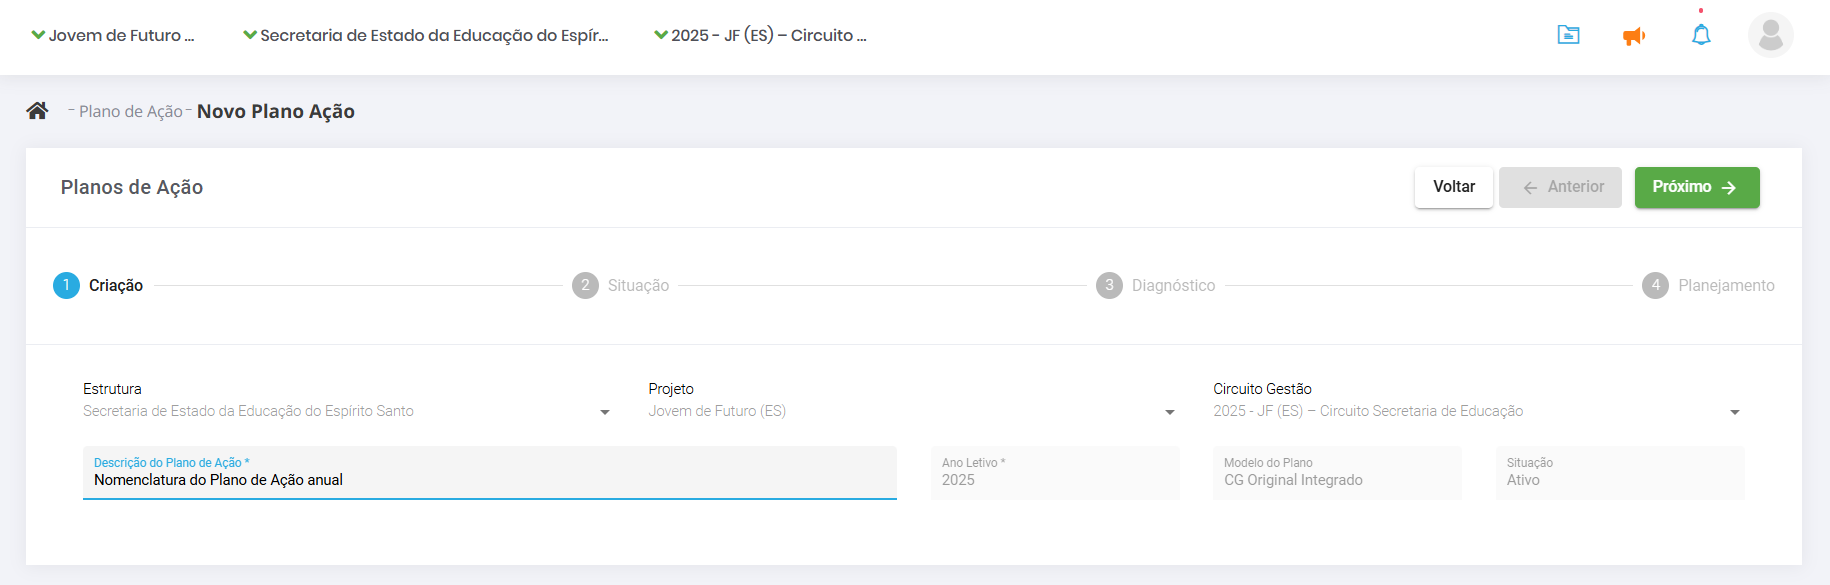 Jovem de Futuro ... Secretaria de Estado da Educação do Espír... 2025 - JF (ES) – Circuito ...
– Plano de Ação – Novo Plano Ação
Planos de Ação Voltar ← Anterior Próximo →
1 Criação 2 Situação 3 Diagnóstico 4 Planejamento
Estrutura Projeto Circuito Gestão
Secretaria de Estado da Educação do Espírito Santo Jovem de Futuro (ES) 2025 - JF (ES) – Circuito Secretaria de Educação
Descrição do Plano de Ação * Ano Letivo * Modelo do Plano Situação
Nomenclatura do Plano de Ação anual 2025 CG Original Integrado Ativo